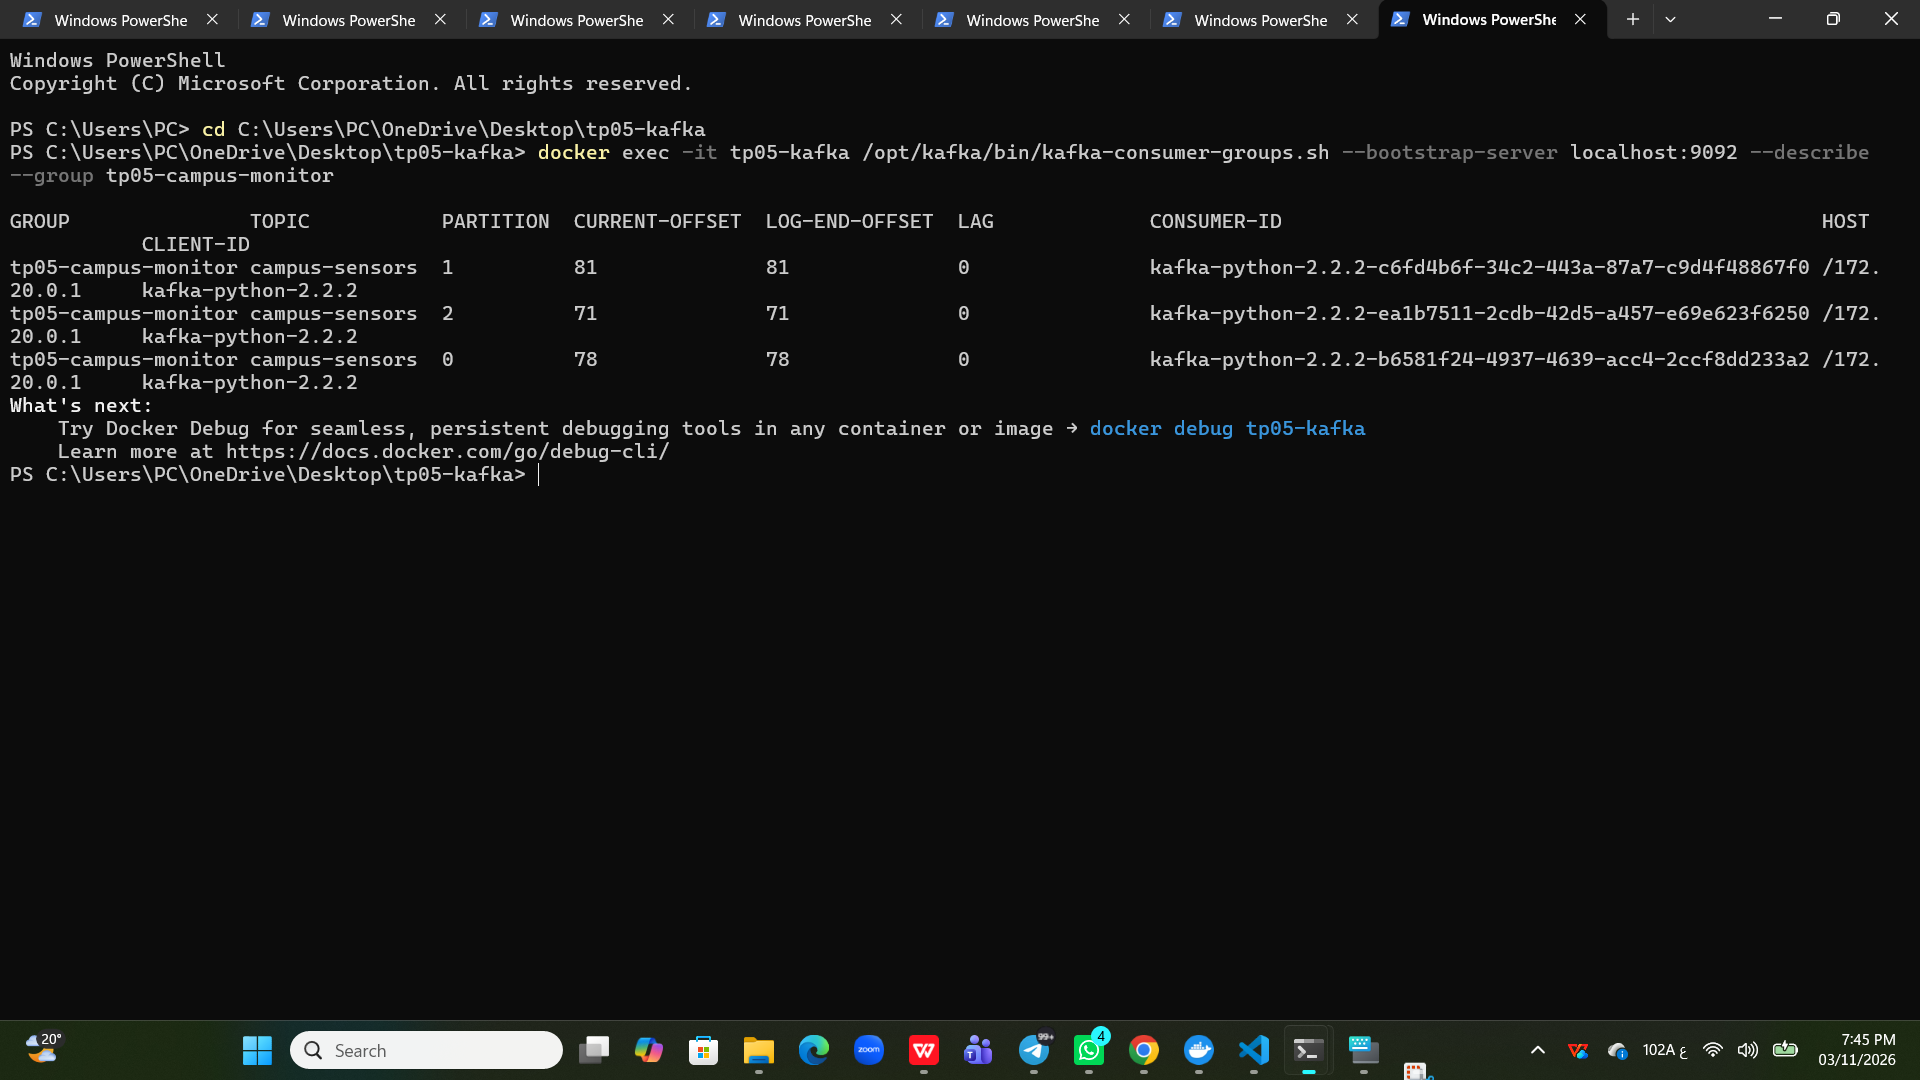 Windows PowerShe Windows PowerShe Windows PowerShe Windows PowerShe Windows PowerShe Windows PowerShe Windows PowerShe
Windows PowerShell
Copyright (C) Microsoft Corporation. All rights reserved.
PS C:\Users\PC> cd C:\Users\PC\OneDrive\Desktop\tp05-kafka
PS C:\Users\PC\OneDrive\Desktop\tp05-kafka> docker exec -it tp05-kafka /opt/kafka/bin/kafka-consumer-groups.sh --bootstrap-server localhost:9092 --describe
--group tp05-campus-monitor
GROUP TOPIC PARTITION CURRENT-OFFSET LOG-END-OFFSET LAG CONSUMER-ID HOST
CLIENT-ID
tp05-campus-monitor campus-sensors 1 81 81 0 kafka-python-2.2.2-c6fd4b6f-34c2-443a-87a7-c9d4f48867f0 /172.
20.0.1 kafka-python-2.2.2
tp05-campus-monitor campus-sensors 2 71 71 0 kafka-python-2.2.2-ea1b7511-2cdb-42d5-a457-e69e623f6250 /172.
20.0.1 kafka-python-2.2.2
tp05-campus-monitor campus-sensors 0 78 78 0 kafka-python-2.2.2-b6581f24-4937-4639-acc4-2ccf8dd233a2 /172.
20.0.1 kafka-python-2.2.2
What's next:
Try Docker Debug for seamless, persistent debugging tools in any container or image → docker debug tp05-kafka
Learn more at https://docs.docker.com/go/debug-cli/
PS C:\Users\PC\OneDrive\Desktop\tp05-kafka>
20° Search zoom 99+ 4 102A ع 7:45 PM
03/11/2026